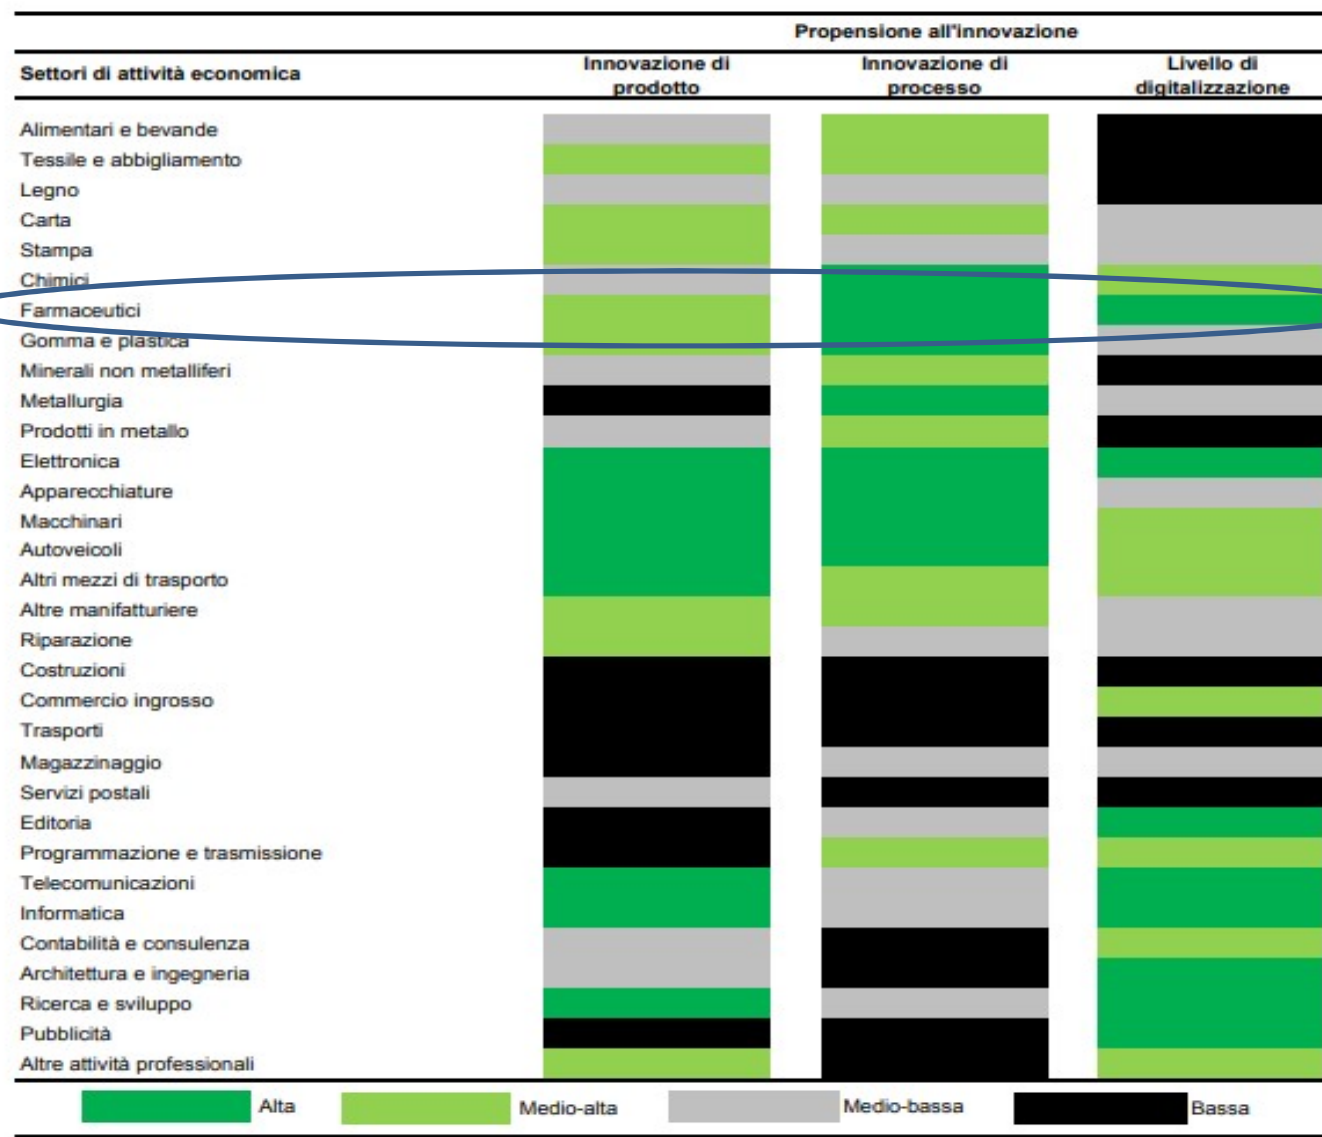 Propensione all'innovazione
Settori di attività economica
Innovazione di
prodotto
Innovazione di
processo
Livello di
digitalizzazione
Alimentari e bevande
Tessile e abbigliamento
Legno
Carta
Stampa
Chimici
Farmaceutici
Gomma e plastica
Minerali non metalliferi
Metallurgia
Prodotti in metallo
Elettronica
Apparecchiature
Macchinari
Autoveicoli
Altri mezzi di trasporto
Altre manifatturiere
Riparazione
Costruzioni
Commercio ingrosso
Trasporti
Magazzinaggio
Servizi postali
Editoria
Programmazione e trasmissione
Telecomunicazioni
Informatica
Contabilità e consulenza
Architettura e ingegneria
Ricerca e sviluppo
Pubblicità
Altre attività professionali
Alta
Medio-alta
Medio-bassa
Bassa